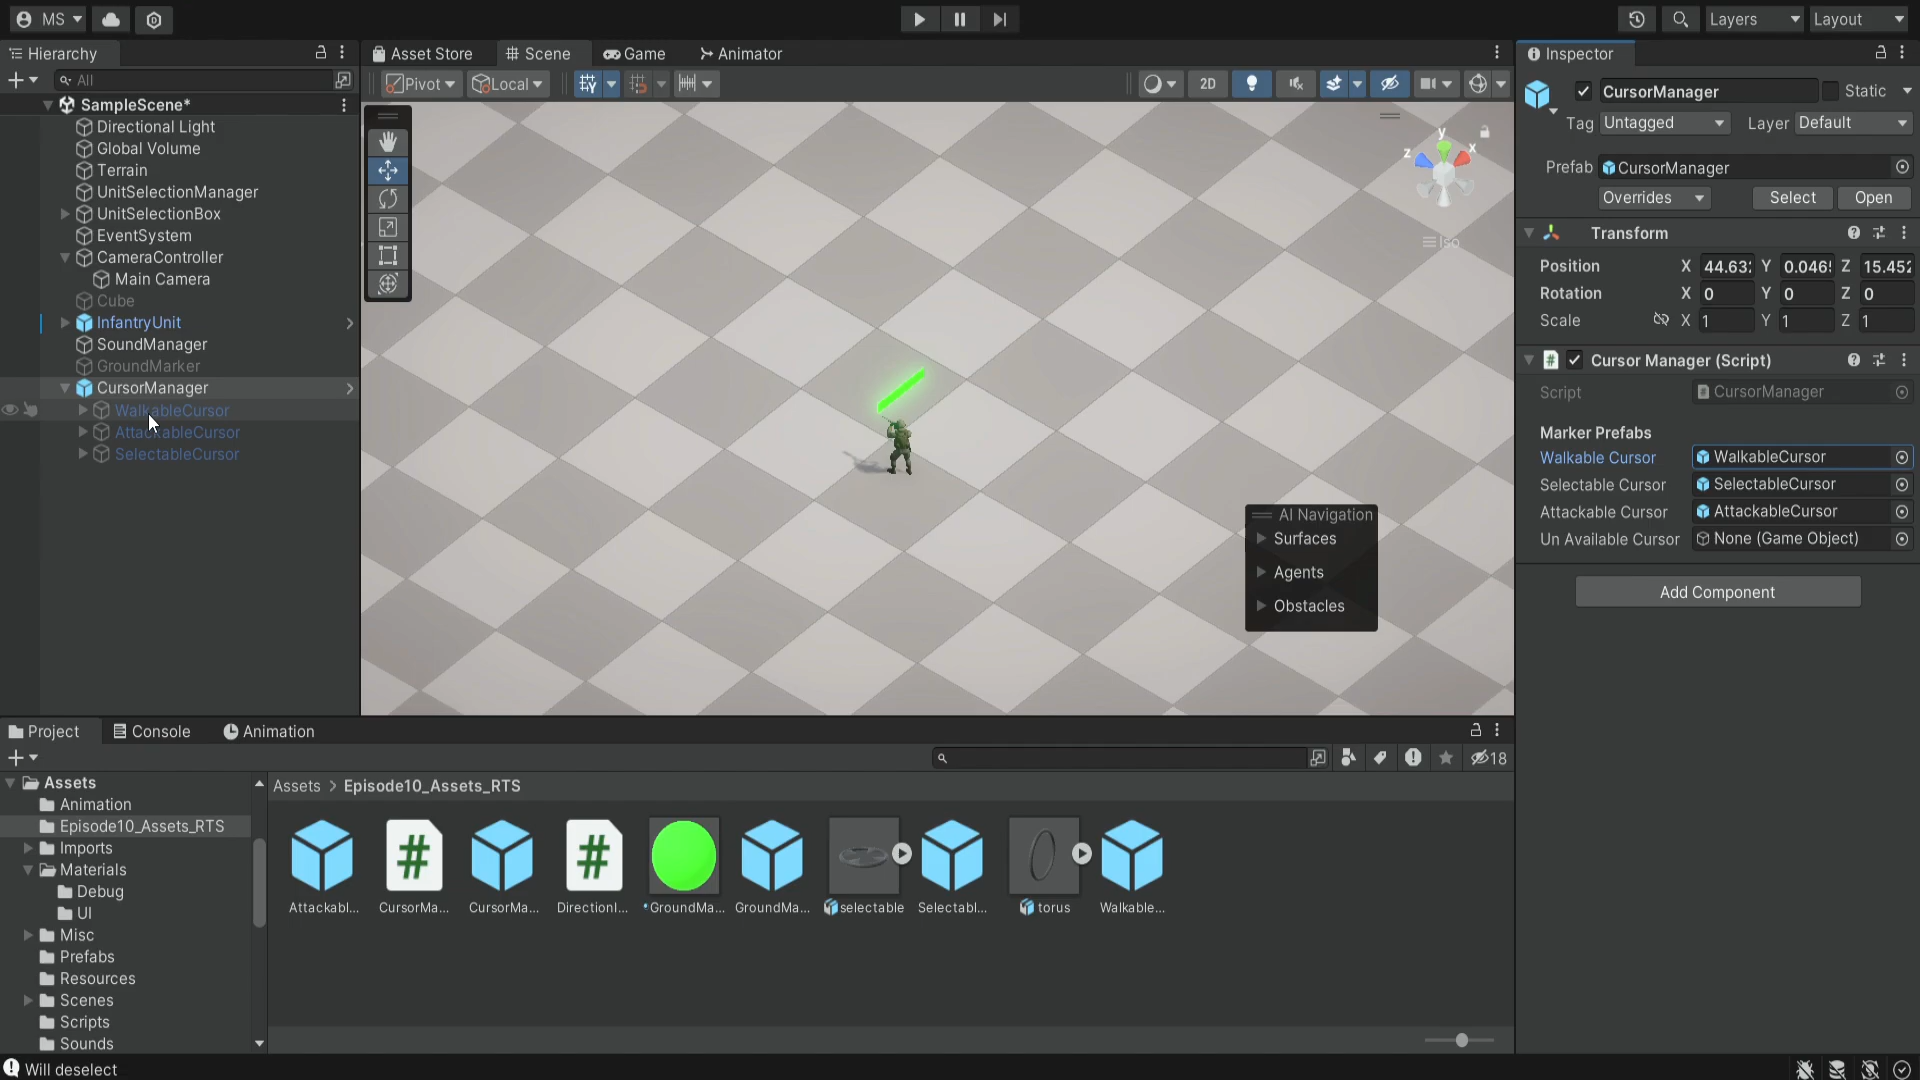 MS
Layers
Layout
Hierarchy
Asset Store
Scene
Game
Animator
Inspector
All
Pivot
Local
2D
SampleScene*
Directional Light
Global Volume
Terrain
UnitSelectionManager
UnitSelectionBox
EventSystem
CameraController
Main Camera
Cube
InfantryUnit
SoundManager
GroundMarker
CursorManager
WalkableCursor
AttackableCursor
SelectableCursor
y
z
x
Iso
AI Navigation
Surfaces
Agents
Obstacles
CursorManager
Static
Tag Untagged
Layer Default
Prefab CursorManager
Overrides
Select
Open
Transform
Position X 44.63 Y 0.046 Z 15.452
Rotation X 0 Y 0 Z 0
Scale X 1 Y 1 Z 1
# Cursor Manager (Script)
Script CursorManager
Marker Prefabs
Walkable Cursor WalkableCursor
Selectable Cursor SelectableCursor
Attackable Cursor AttackableCursor
Un Available Cursor None (Game Object)
Add Component
Project
Console
Animation
18
Assets
Animation
Episode10_Assets_RTS
Imports
Materials
Debug
UI
Misc
Prefabs
Resources
Scenes
Scripts
Sounds
Assets > Episode10_Assets_RTS
# #
Attackabl...
CursorMa...
CursorMa...
DirectionI...
*GroundMa...
GroundMa...
selectable
Selectabl...
torus
Walkable...
Will deselect